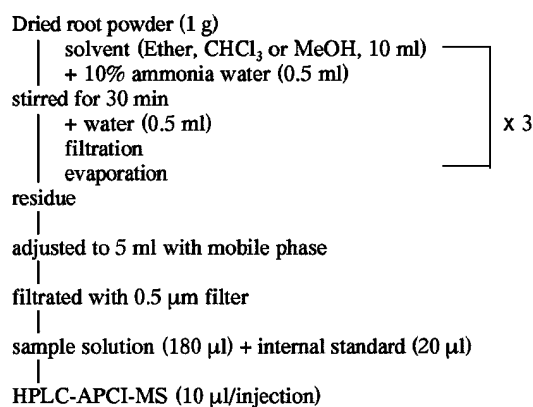 Dried root powder (1 g)
solvent (Ether, CHCl₃ or MeOH, 10 ml)
+ 10% ammonia water (0.5 ml)
stirred for 30 min
+ water (0.5 ml)
x 3
filtration
evaporation
residue
adjusted to 5 ml with mobile phase
filtrated with 0.5 µm filter
sample solution (180 µl) + internal standard (20 µl)
HPLC-APCI-MS (10 µl/injection)